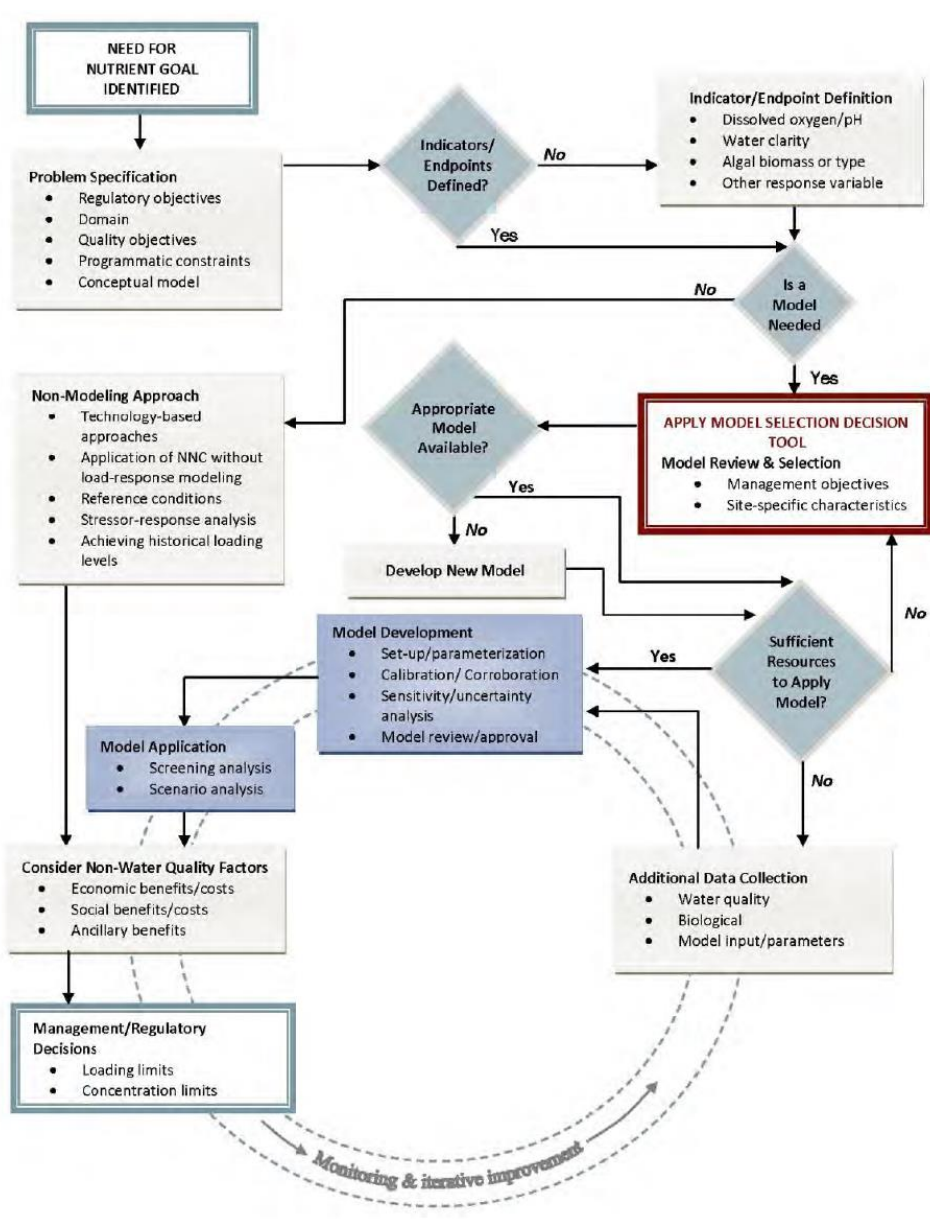 NEED FOR
NUTRIENT GOAL
IDENTIFIED
Problem Specification
• Regulatory objectives
• Domain
• Quality objectives
• Programmatic constraints
• Conceptual model
Indicators/
Endpoints
Defined?
No
Yes
Indicator/Endpoint Definition
• Dissolved oxygen/pH
• Water clarity
• Algal biomass or type
• Other response variable
Is a
Model
Needed
No
Yes
Non-Modeling Approach
• Technology-based
approaches
• Application of NNC without
load-response modeling
• Reference conditions
• Stressor-response analysis
• Achieving historical loading
levels
Appropriate
Model
Available?
Yes
No
APPLY MODEL SELECTION DECISION
TOOL
Model Review & Selection
• Management objectives
• Site-specific characteristics
Develop New Model
Sufficient
Resources
to Apply
Model?
No
Yes
No
Model Development
• Set-up/parameterization
• Calibration/ Corroboration
• Sensitivity/uncertainty
analysis
• Model review/approval
Model Application
• Screening analysis
• Scenario analysis
Consider Non-Water Quality Factors
• Economic benefits/costs
• Social benefits/costs
• Ancillary benefits
Additional Data Collection
• Water quality
• Biological
• Model input/parameters
Management/Regulatory
Decisions
• Loading limits
• Concentration limits
Monitoring & iterative improvement